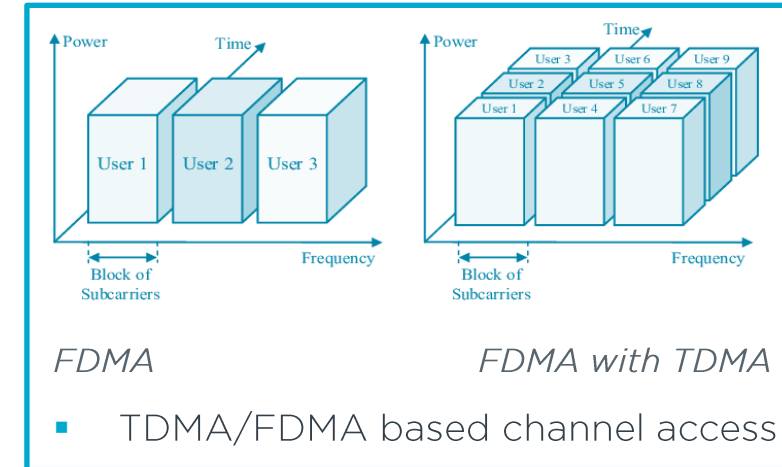 Power
Time
User 1
User 2
User 3
Frequency
Block of
Subcarriers
Power
Time
User 3
User 6
User 9
User 2
User 5
User 8
User 1
User 4
User 7
Frequency
Block of
Subcarriers
FDMA
FDMA with TDMA
▪ TDMA/FDMA based channel access